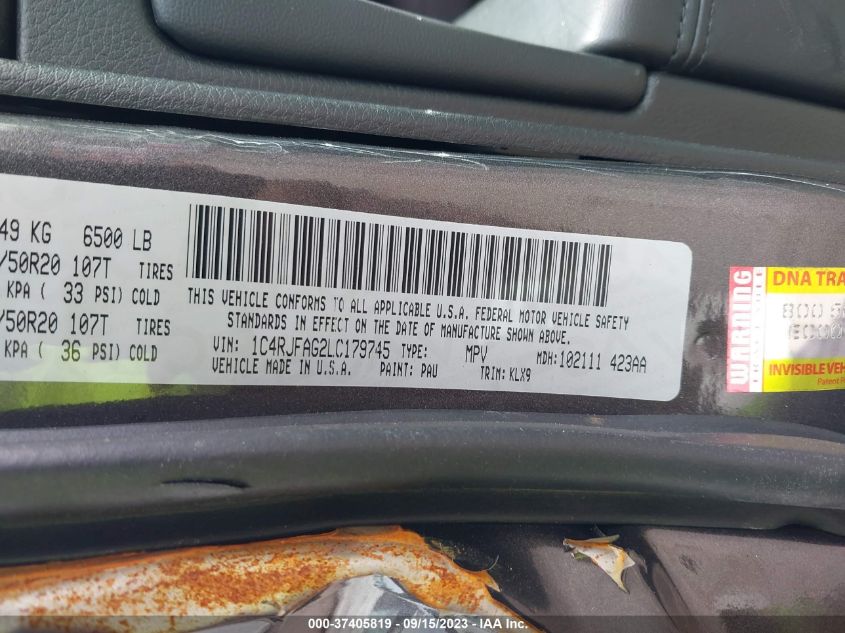 49 KG 6500 LB
/50R20 107T TIRES
KPA ( 33 PSI) COLD
/50R20 107T TIRES
KPA ( 36 PSI) COLD
THIS VEHICLE CONFORMS TO ALL APPLICABLE U.S.A. FEDERAL MOTOR VEHICLE SAFETY
STANDARDS IN EFFECT ON THE DATE OF MANUFACTURE SHOWN ABOVE.
VIN: 1C4RJFAG2LC179745 TYPE: MPV MDH:102111 423AA
VEHICLE MADE IN U.S.A. PAINT: PAU TRIM: KLX9
WARNING
DNA TRA
INVISIBLE VEH
Patent P
000-37405819 - 09/15/2023 - IAA Inc.